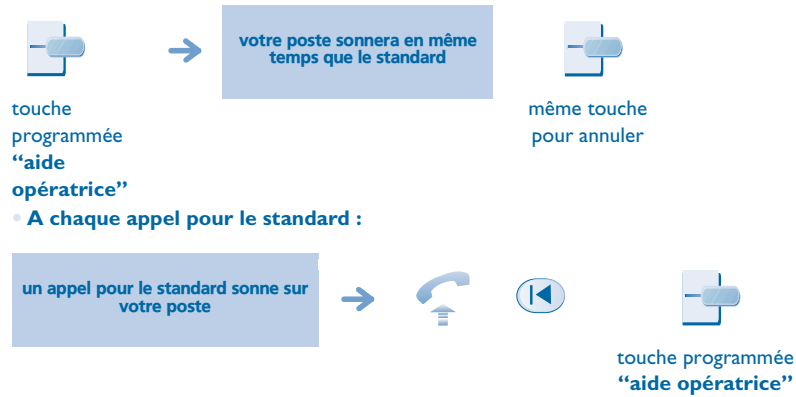 votre poste sonnera en même
temps que le standard
touche
programmée
“aide
opératrice”
même touche
pour annuler
• A chaque appel pour le standard :
un appel pour le standard sonne sur
votre poste
touche programmée
“aide opératrice”